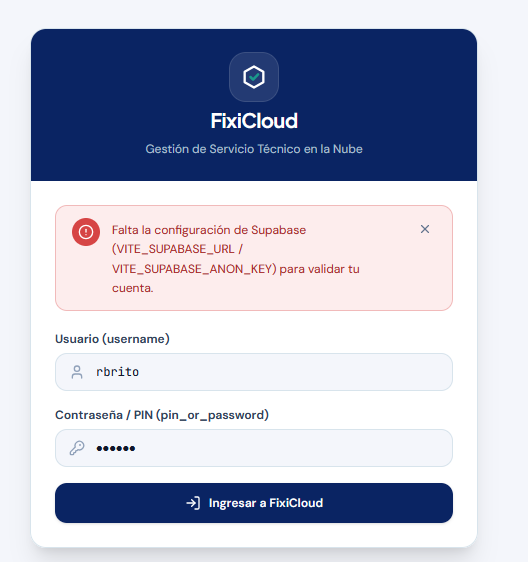 FixiCloud
Gestión de Servicio Técnico en la Nube
Falta la configuración de Supabase
(VITE_SUPABASE_URL /
VITE_SUPABASE_ANON_KEY) para validar tu
cuenta.
Usuario (username)
rbrito
Contraseña / PIN (pin_or_password)
••••••
Ingresar a FixiCloud